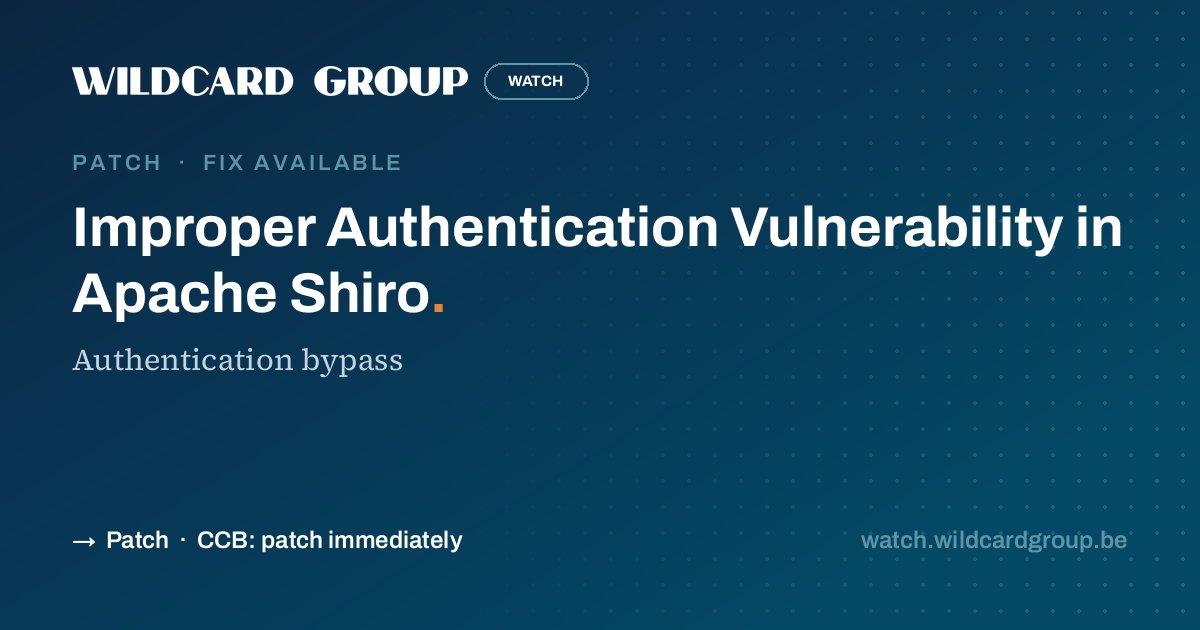 WILDCARD GROUP WATCH
PATCH · FIX AVAILABLE
Improper Authentication Vulnerability in
Apache Shiro.
Authentication bypass
→ Patch · CCB: patch immediately
watch.wildcardgroup.be